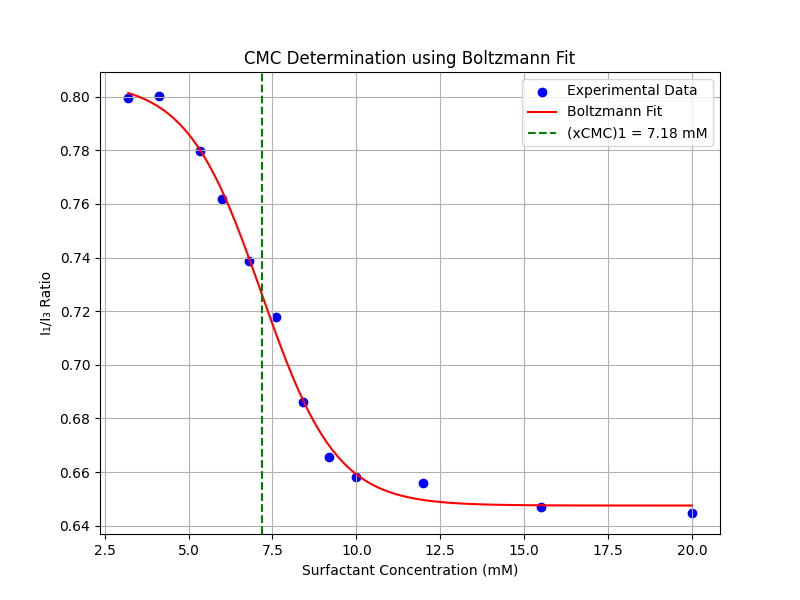 CMC Determination using Boltzmann Fit
Experimental Data
Boltzmann Fit
(xCMC)1 = 7.18 mM
0.80
0.78
0.76
0.74
0.72
0.70
0.68
0.66
0.64
I₁/I₃ Ratio
2.5 5.0 7.5 10.0 12.5 15.0 17.5 20.0
Surfactant Concentration (mM)